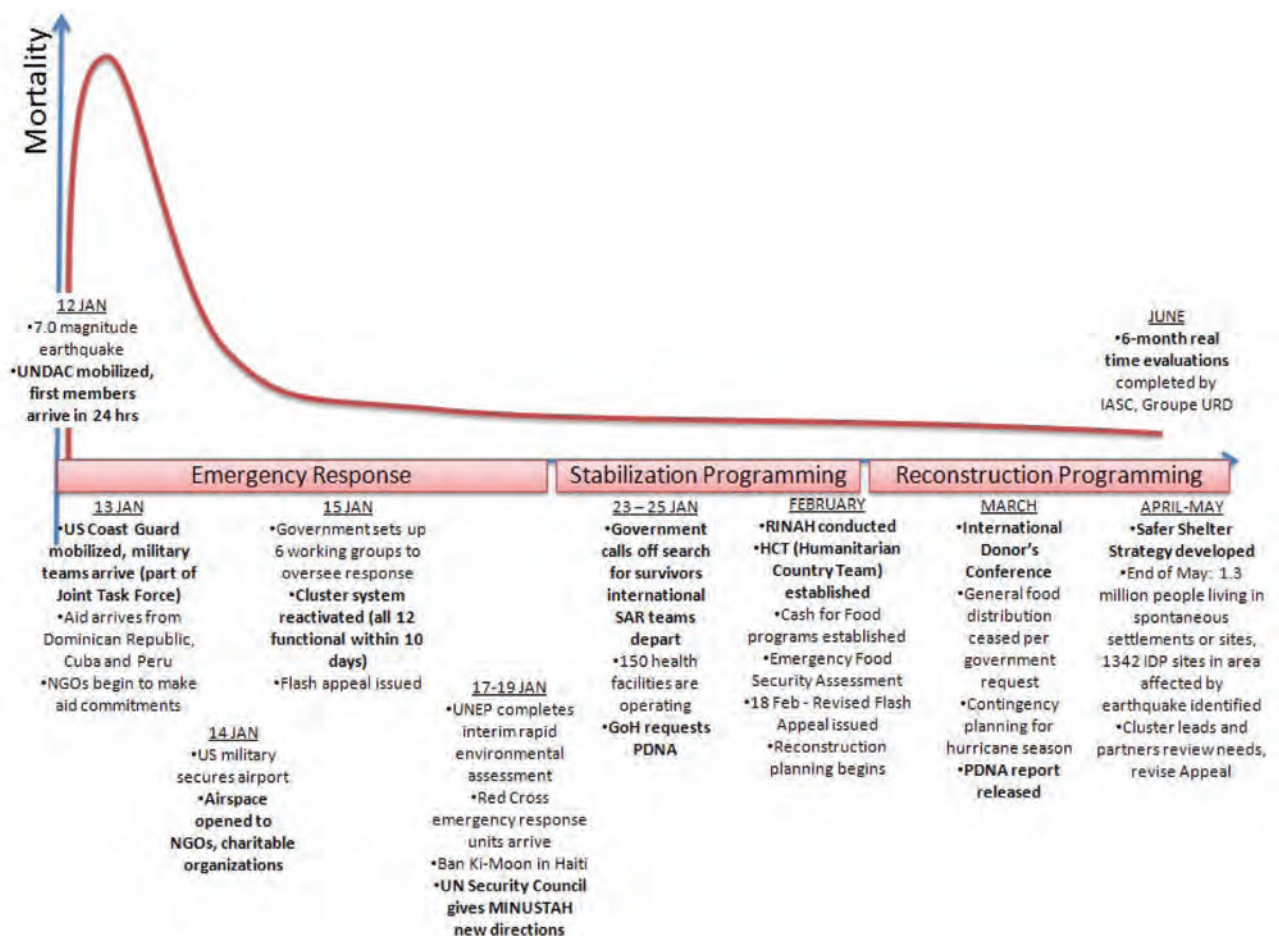 Mortality
12 JAN
•7.0 magnitude
earthquake
•UNDAC mobilized,
first members
arrive in 24 hrs
JUNE
•6-month real
time evaluations
completed by
IASC, Groupe URD
Emergency Response
Stabilization Programming
Reconstruction Programming
13 JAN
•US Coast Guard
mobilized, military
teams arrive (part of
Joint Task Force)
•Aid arrives from
Dominican Republic,
Cuba and Peru
•NGOs begin to make
aid commitments
14 JAN
•US military
secures airport
•Airspace
opened to
NGOs, charitable
organizations
15 JAN
•Government sets up
6 working groups to
oversee response
•Cluster system
reactivated (all 12
functional within 10
days)
•Flash appeal issued
17-19 JAN
•UNEP completes
interim rapid
environmental
assessment
•Red Cross
emergency response
units arrive
•Ban Ki-Moon in Haiti
•UN Security Council
gives MINUSTAH
new directions
23 – 25 JAN
•Government
calls off search
for survivors
international
SAR teams
depart
•150 health
facilities are
operating
•GoH requests
PDNA
FEBRUARY
•RINAH conducted
•HCT (Humanitarian
Country Team)
established
•Cash for Food
programs established
•Emergency Food
Security Assessment
•18 Feb - Revised Flash
Appeal issued
•Reconstruction
planning begins
MARCH
•International
Donor's
Conference
•General food
distribution
ceased per
government
request
•Contingency
planning for
hurricane season
•PDNA report
released
APRIL-MAY
•Safer Shelter
Strategy developed
•End of May: 1.3
million people living in
spontaneous
settlements or sites,
1342 IDP sites in area
affected by
earthquake identified
•Cluster leads and
partners review needs,
revise Appeal